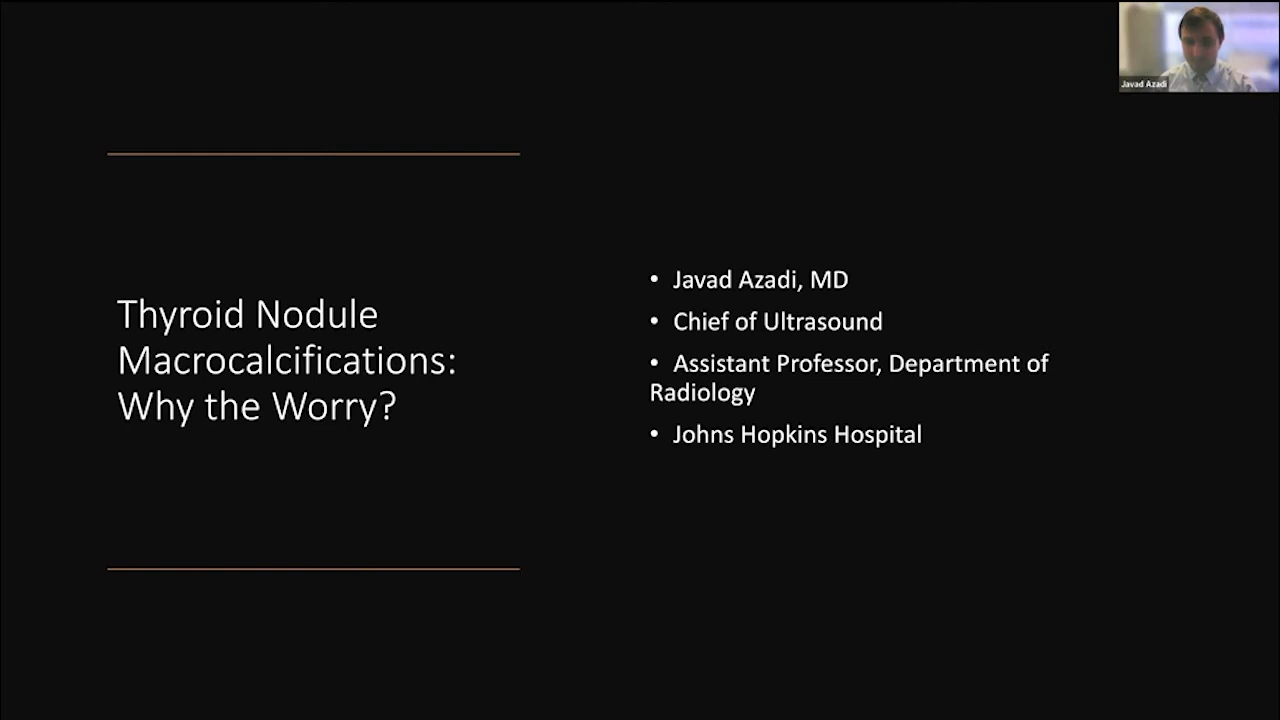 Javad Azadi
Thyroid Nodule
Macrocalcifications:
Why the Worry?
• Javad Azadi, MD
• Chief of Ultrasound
• Assistant Professor, Department of
Radiology
• Johns Hopkins Hospital